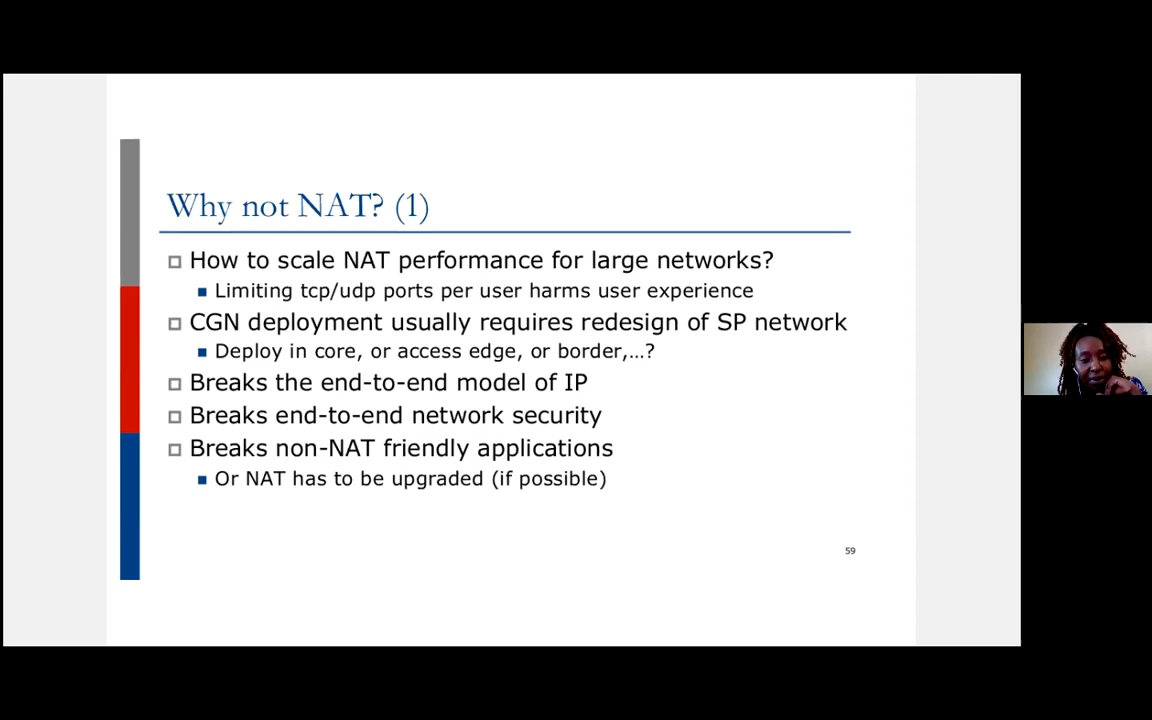 Why not NAT? (1)
How to scale NAT performance for large networks?
Limiting tcp/udp ports per user harms user experience
CGN deployment usually requires redesign of SP network
Deploy in core, or access edge, or border,...?
Breaks the end-to-end model of IP
Breaks end-to-end network security
Breaks non-NAT friendly applications
Or NAT has to be upgraded (if possible)
59